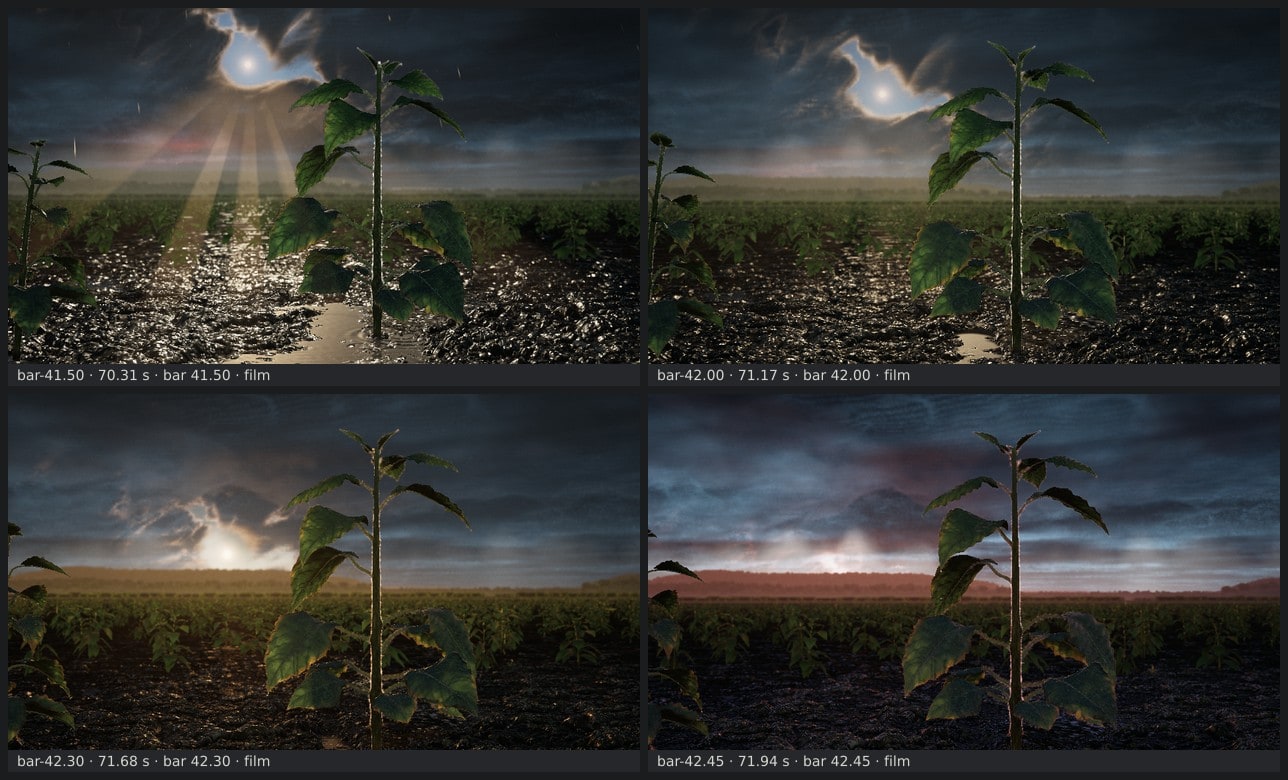 bar-41.50 · 70.31 s · bar 41.50 · film
bar-42.00 · 71.17 s · bar 42.00 · film
bar-42.30 · 71.68 s · bar 42.30 · film
bar-42.45 · 71.94 s · bar 42.45 · film